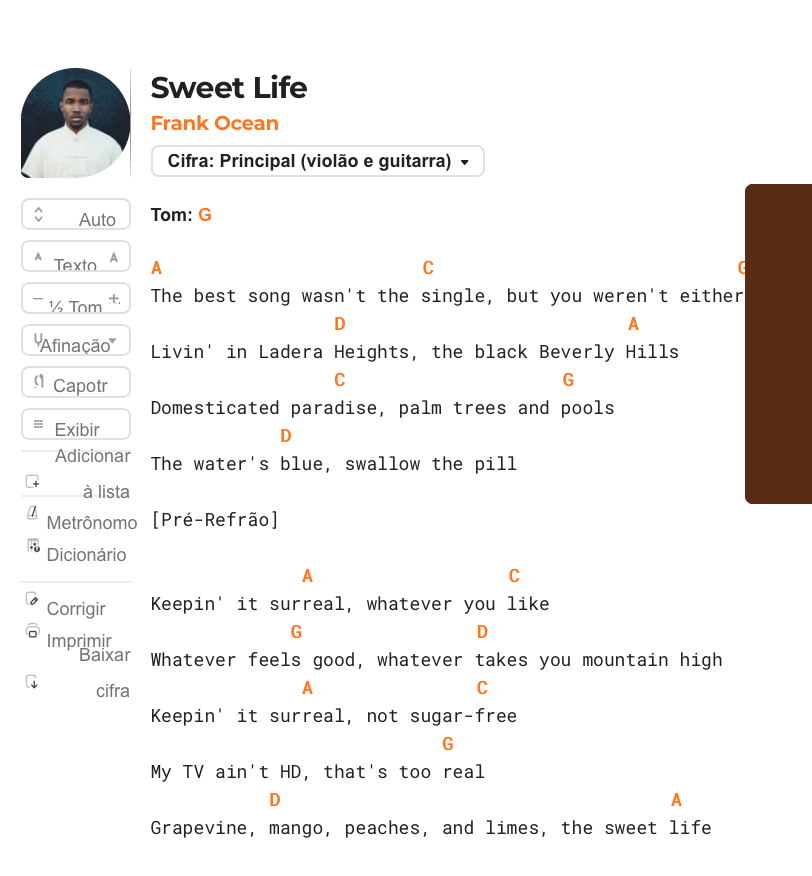 Sweet Life
Frank Ocean
Cifra: Principal (violão e guitarra)
Auto
Texto
½ Tom
Afinação
Capotr
Exibir
Adicionar
à lista
Metrônomo
Dicionário
Corrigir
Imprimir
Baixar
cifra
Tom: G
A C G
The best song wasn't the single, but you weren't either
D A
Livin' in Ladera Heights, the black Beverly Hills
C G
Domesticated paradise, palm trees and pools
D
The water's blue, swallow the pill
[Pré-Refrão]
A C
Keepin' it surreal, whatever you like
G D
Whatever feels good, whatever takes you mountain high
A C
Keepin' it surreal, not sugar-free
G
My TV ain't HD, that's too real
D A
Grapevine, mango, peaches, and limes, the sweet life